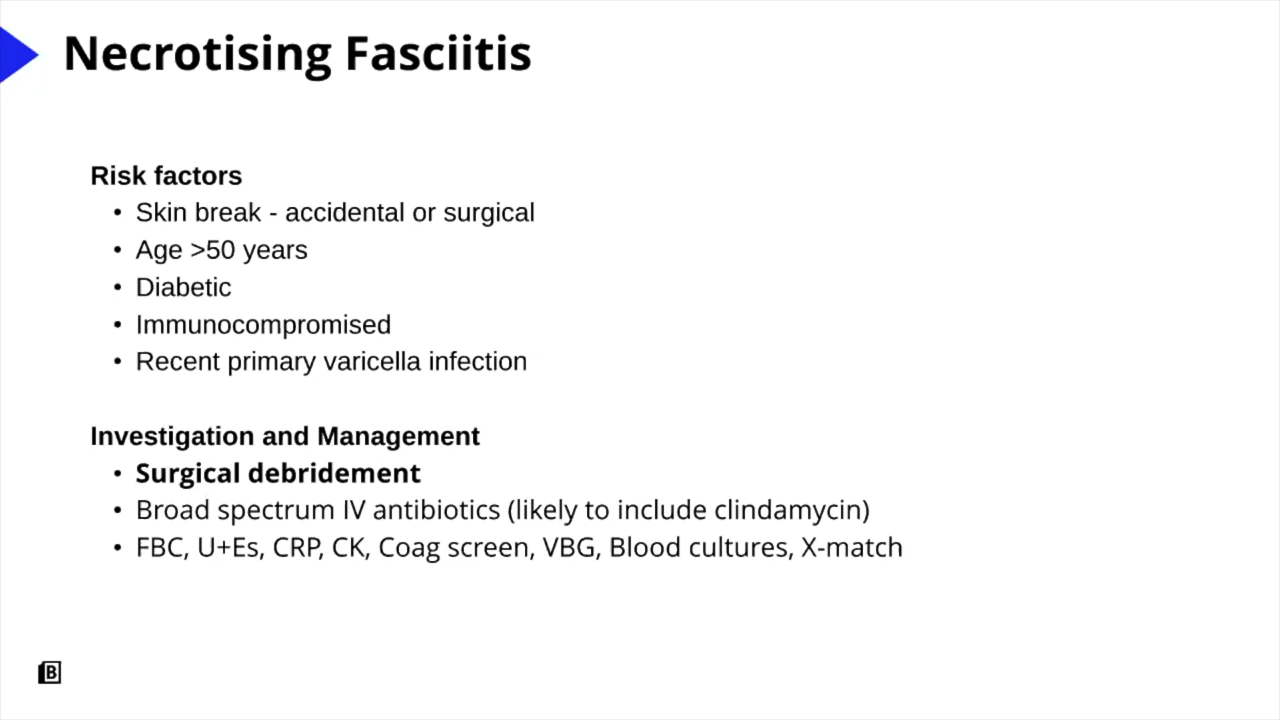 Necrotising Fasciitis
Risk factors
• Skin break - accidental or surgical
• Age >50 years
• Diabetic
• Immunocompromised
• Recent primary varicella infection
Investigation and Management
• Surgical debridement
• Broad spectrum IV antibiotics (likely to include clindamycin)
• FBC, U+Es, CRP, CK, Coag screen, VBG, Blood cultures, X-match
B